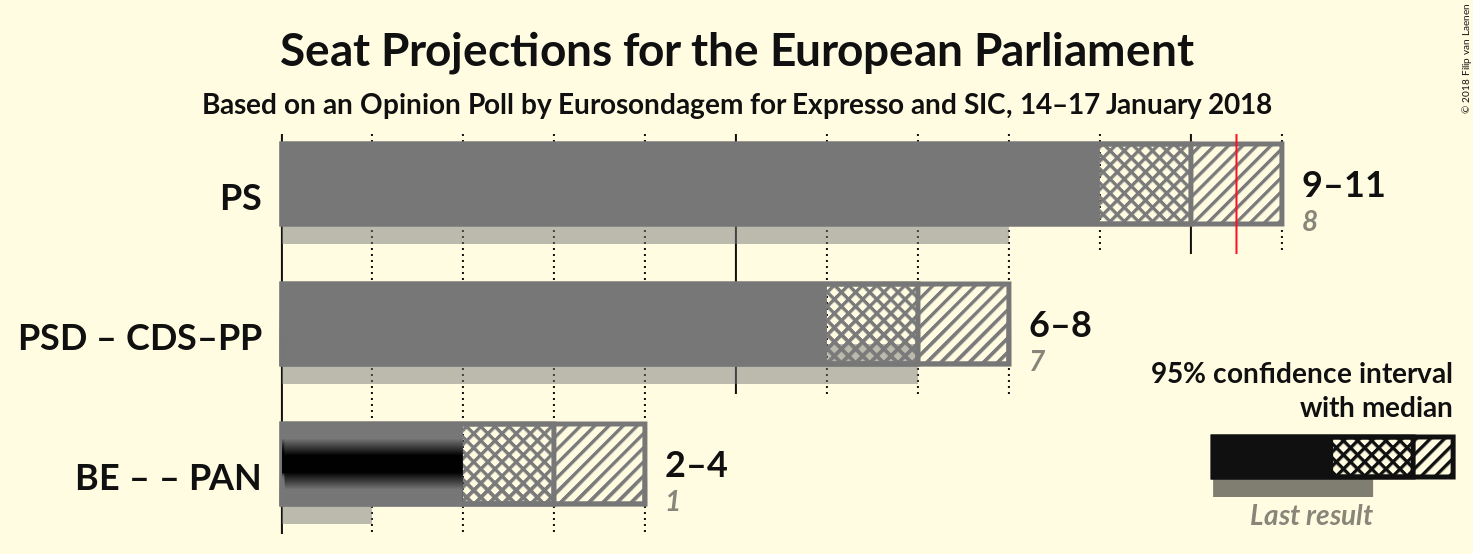 Seat Projections for the European Parliament
Based on an Opinion Poll by Eurosondagem for Expresso and SIC, 14–17 January 2018
© 2018 Filip van Laenen
PS
9–11
8
PSD – CDS–PP
6–8
7
BE – – PAN
2–4
1
95% confidence interval
with median
Last result